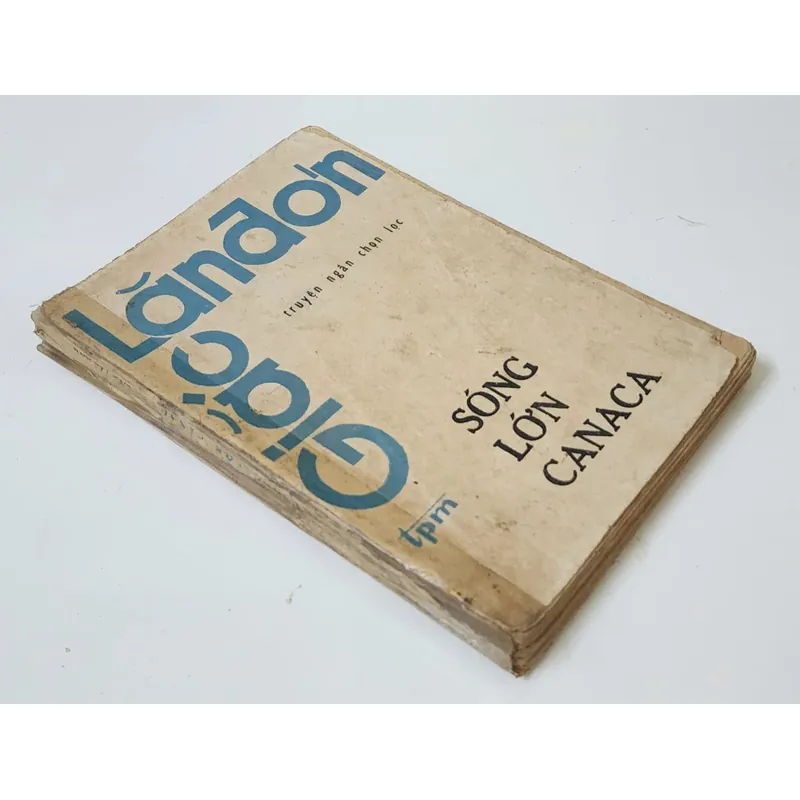 Giắc
Lănđơn
truyện ngắn chọn lọc
SÓNG
LỚN
CANACA
tpm